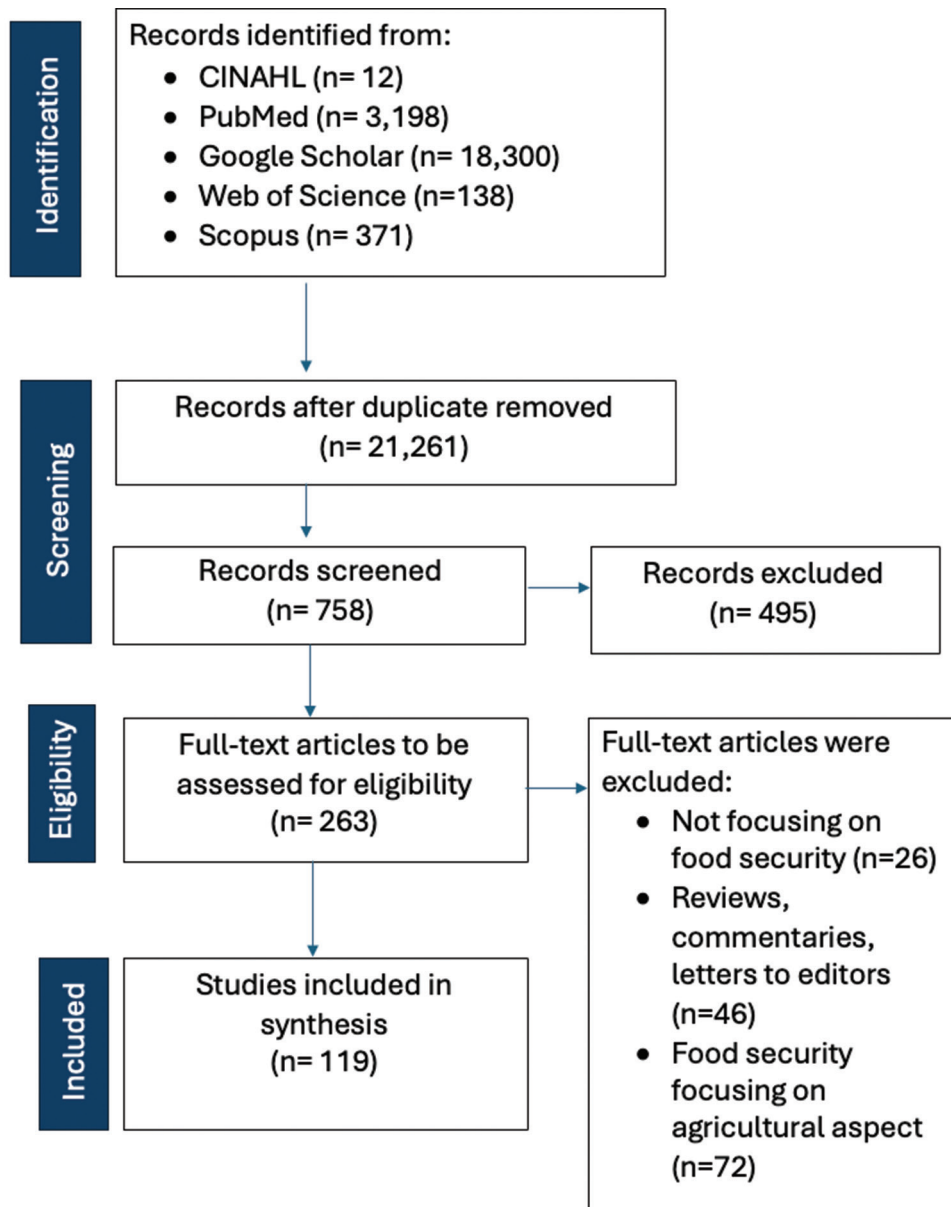 Identification
Records identified from:
• CINAHL (n= 12)
• PubMed (n= 3,198)
• Google Scholar (n= 18,300)
• Web of Science (n=138)
• Scopus (n= 371)
Screening
Records after duplicate removed
(n= 21,261)
Records screened
(n= 758)
Records excluded
(n= 495)
Eligibility
Full-text articles to be
assessed for eligibility
(n= 263)
Full-text articles were
excluded:
• Not focusing on
food security (n=26)
• Reviews,
commentaries,
letters to editors
(n=46)
• Food security
focusing on
agricultural aspect
(n=72)
Included
Studies included in
synthesis
(n= 119)